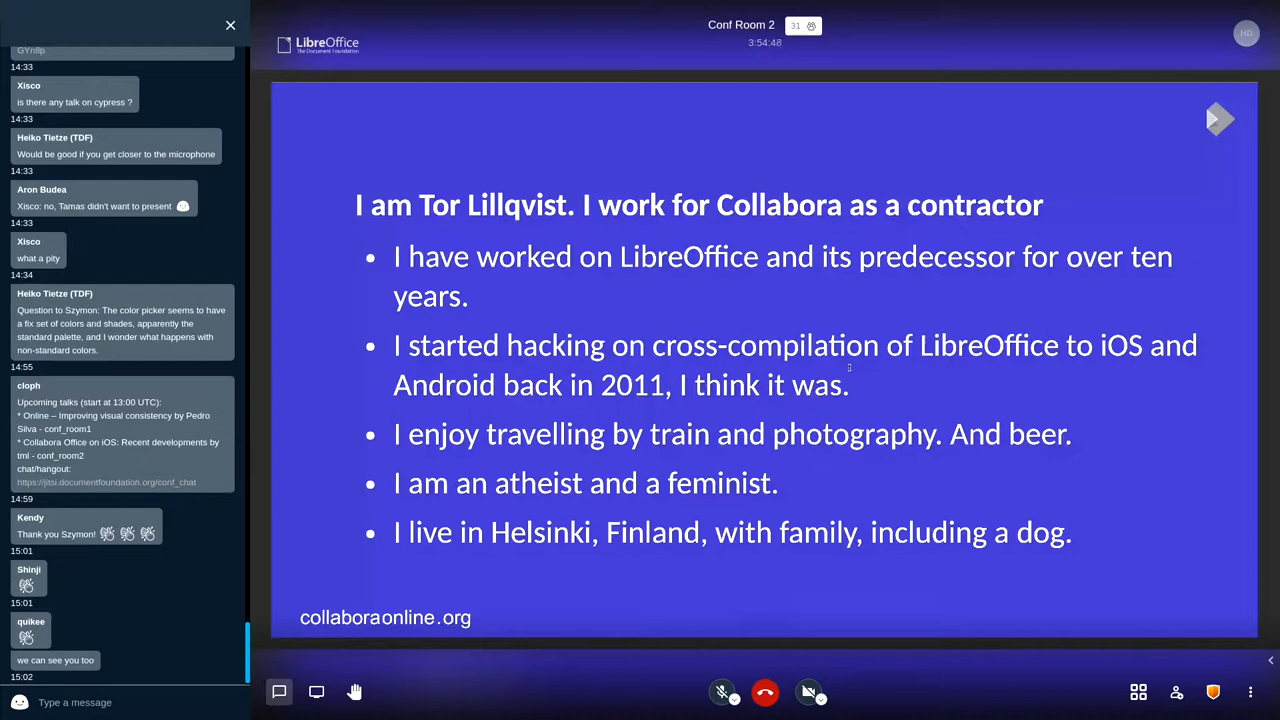 GYn8p
14:33
Xisco
is there any talk on cypress ?
14:33
Heiko Tietze (TDF)
Would be good if you get closer to the microphone
14:33
Aron Budea
Xisco: no, Tamas didn't want to present
14:33
Xisco
what a pity
14:34
Heiko Tietze (TDF)
Question to Szymon: The color picker seems to have
a fix set of colors and shades, apparently the
standard palette, and I wonder what happens with
non-standard colors.
14:55
cloph
Upcoming talks (start at 13:00 UTC):
* Online – Improving visual consistency by Pedro
Silva - conf_room1
* Collabora Office on iOS: Recent developments by
tml - conf_room2
chat/hangout:
https://jitsi.documentfoundation.org/conf_chat
14:59
Kendy
Thank you Szymon!
15:01
Shinji
15:01
quikee
we can see you too
15:02
Type a message
LibreOffice
The Document Foundation
Conf Room 2
31
3:54:48
HD
I am Tor Lillqvist. I work for Collabora as a contractor
• I have worked on LibreOffice and its predecessor for over ten
years.
• I started hacking on cross-compilation of LibreOffice to iOS and
Android back in 2011, I think it was.
• I enjoy travelling by train and photography. And beer.
• I am an atheist and a feminist.
• I live in Helsinki, Finland, with family, including a dog.
collaboraonline.org